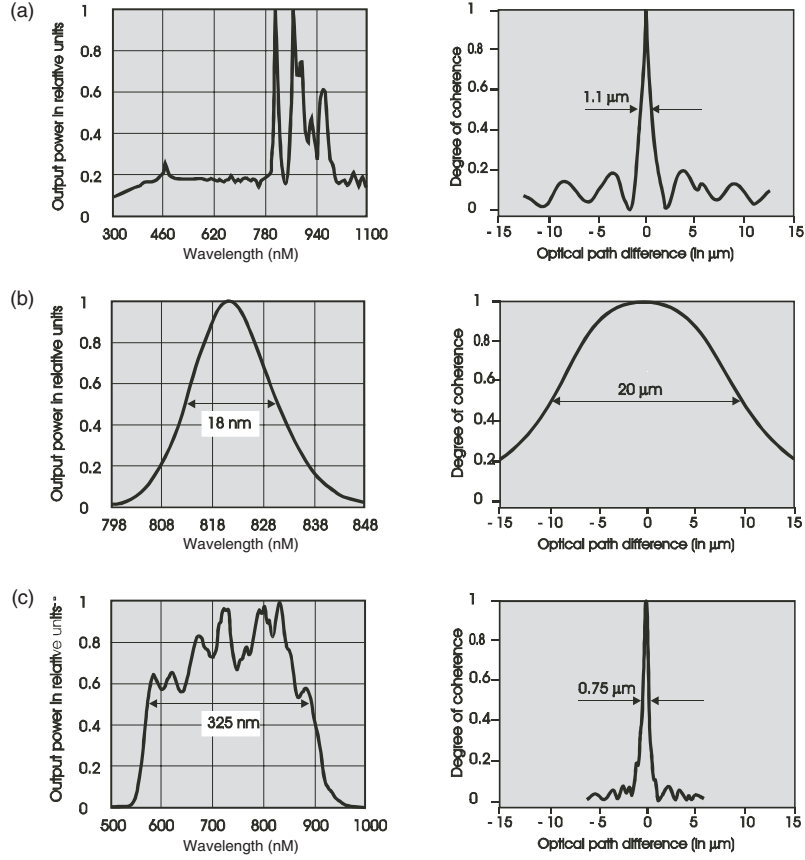 (a)
Output power in relative units
1
0.8
0.6
0.4
0.2
0
300 460 620 780 940 1100
Wavelength (nM)
Degree of coherence
1
0.8
0.6
0.4
0.2
0
1.1 μm
-15 -10 -5 0 5 10 15
Optical path difference (in μm)
(b)
Output power in relative units
1
0.8
0.6
0.4
0.2
0
18 nm
798 808 818 828 838 848
Wavelength (nM)
Degree of coherence
1
0.8
0.6
0.4
0.2
0
20 μm
-15 -10 -5 0 5 10 15
Optical path difference (in μm)
(c)
Output power in relative units
1
0.8
0.6
0.4
0.2
0
325 nm
500 600 700 800 900 1000
Wavelength (nM)
Degree of coherence
1
0.8
0.6
0.4
0.2
0
0.75 μm
-15 -10 -5 0 5 10 15
Optical path difference (in μm)